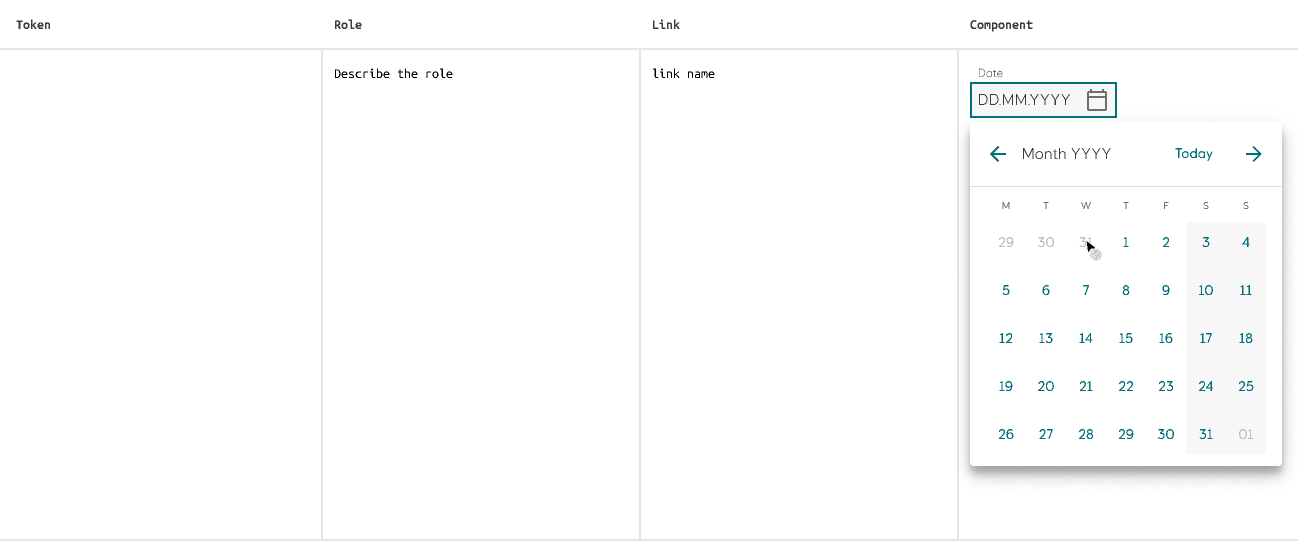 Token Role Link Component
Describe the role link name Date
DD.MM.YYYY
Month YYYY Today
M T W T F S S
29 30 31 1 2 3 4
5 6 7 8 9 10 11
12 13 14 15 16 17 18
19 20 21 22 23 24 25
26 27 28 29 30 31 01